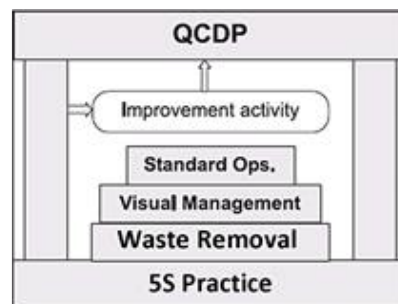 QCDP
Improvement activity
Standard Ops.
Visual Management
Waste Removal
5S Practice